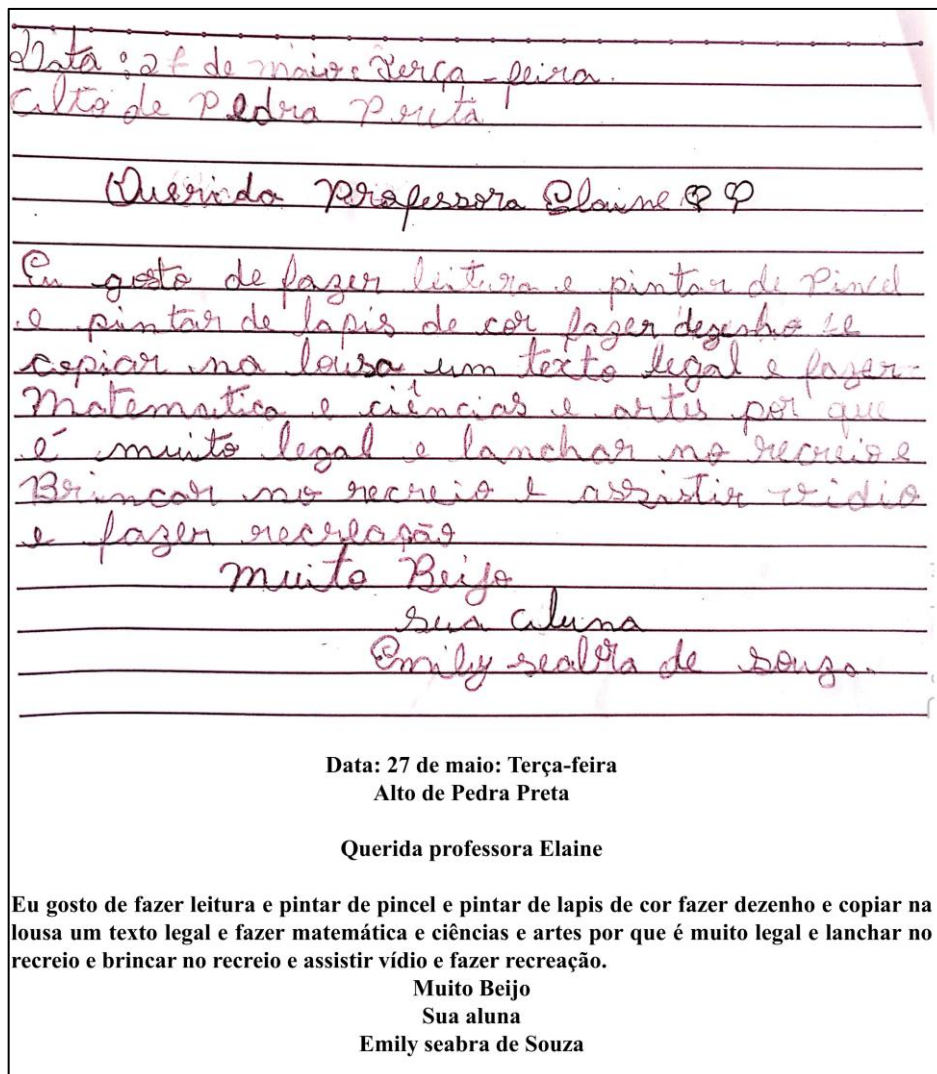 Data: 27 de maio: Terça-feira.
Alto de Pedra Preta
Querida Professora Elaine
Eu gosto de fazer leitura e pintar de Pincel
e pintar de lapis de cor fazer dezenho e
copiar na lousa um texto legal e fazer
Matematica e ciências e artes por que
é muito legal e lanchar no recreio e
Brincar no recreio e assistir vidio
e fazer recreação
Muito Beijo
Sua aluna
Emily seabra de Souza.
Data: 27 de maio: Terça-feira
Alto de Pedra Preta
Querida professora Elaine
Eu gosto de fazer leitura e pintar de pincel e pintar de lapis de cor fazer dezenho e copiar na
lousa um texto legal e fazer matemática e ciências e artes por que é muito legal e lanchar no
recreio e brincar no recreio e assistir vídio e fazer recreação.
Muito Beijo
Sua aluna
Emily seabra de Souza